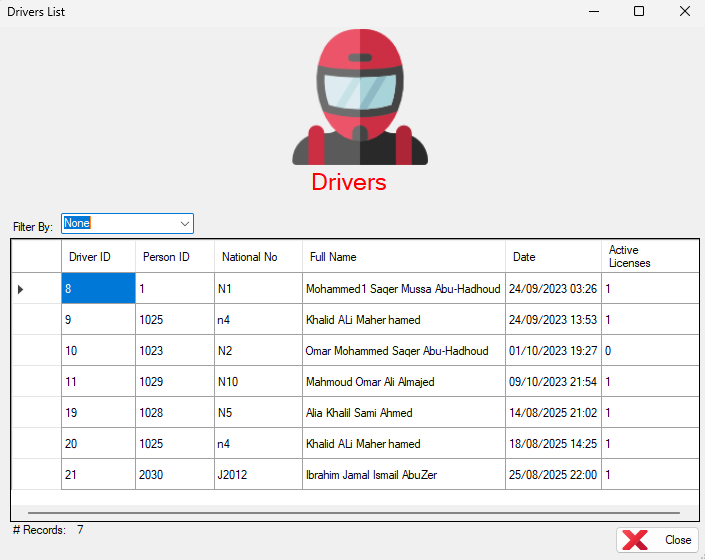 Drivers List
Drivers
Filter By: None
Driver ID Person ID National No Full Name Date Active Licenses
8 1 N1 Mohammed1 Saqer Mussa Abu-Hadhoud 24/09/2023 03:26 1
9 1025 n4 Khalid ALi Maher hamed 24/09/2023 13:53 1
10 1023 N2 Omar Mohammed Saqer Abu-Hadhoud 01/10/2023 19:27 0
11 1029 N10 Mahmoud Omar Ali Almajed 09/10/2023 21:54 1
19 1028 N5 Alia Khalil Sami Ahmed 14/08/2025 21:02 1
20 1025 n4 Khalid ALi Maher hamed 18/08/2025 14:25 1
21 2030 J2012 Ibrahim Jamal Ismail AbuZer 25/08/2025 22:00 1
# Records: 7
Close